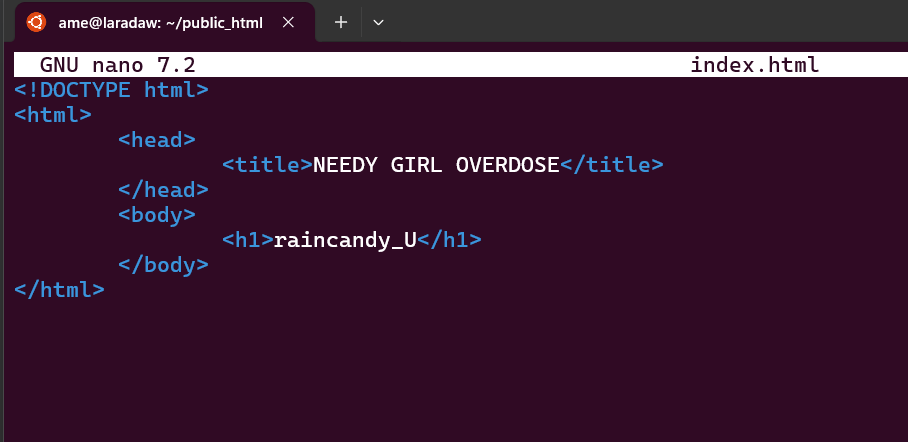 ame@laradaw: ~/public_html
GNU nano 7.2 index.html
<!DOCTYPE html>
<html>
<head>
<title>NEEDY GIRL OVERDOSE</title>
</head>
<body>
<h1>raincandy_U</h1>
</body>
</html>